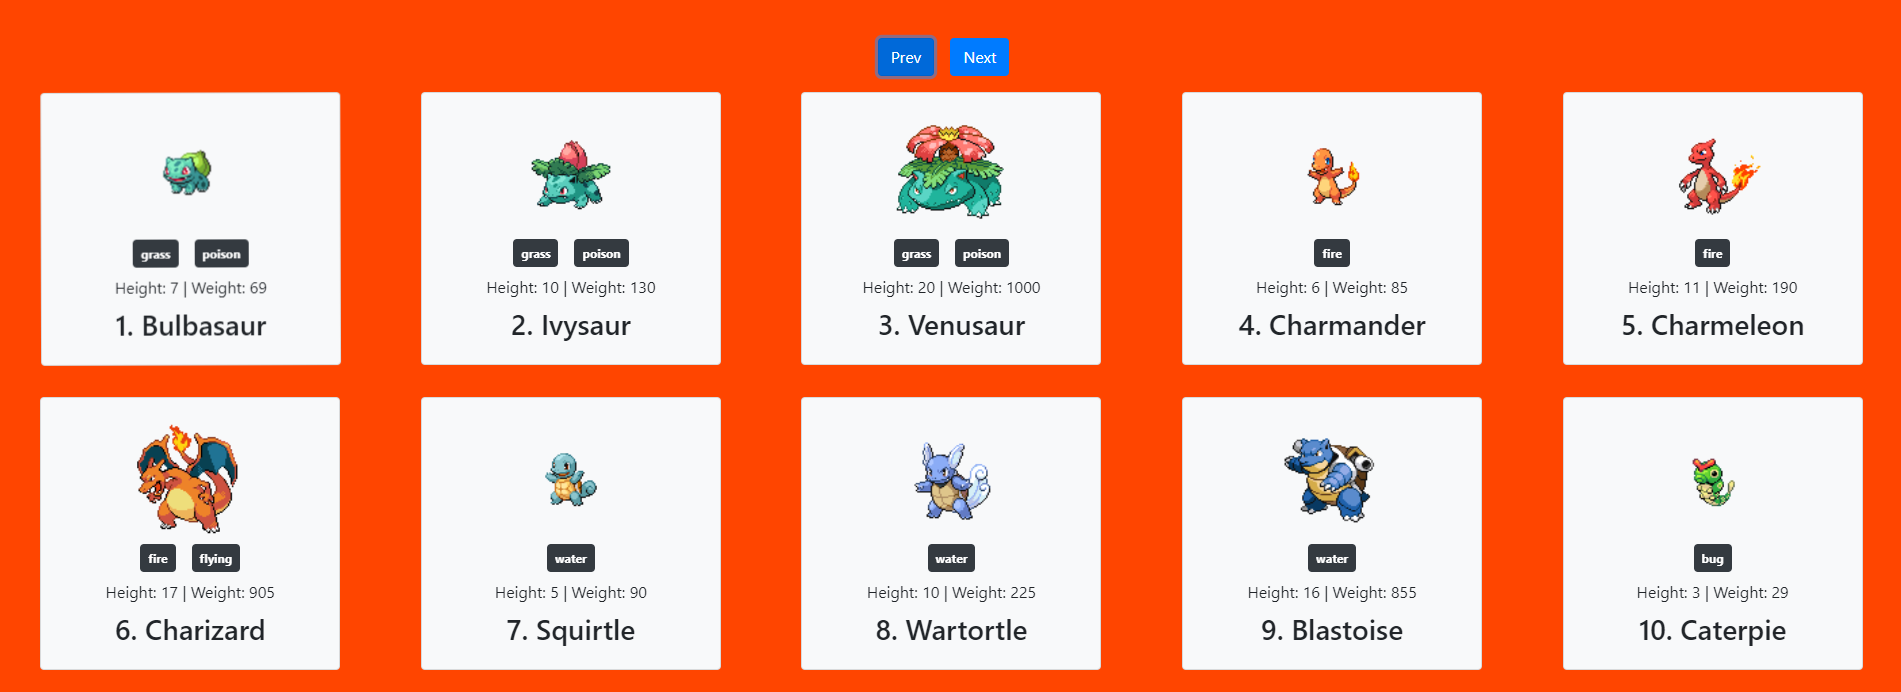 Prev Next
grass poison
Height: 7 | Weight: 69
1. Bulbasaur
grass poison
Height: 10 | Weight: 130
2. Ivysaur
grass poison
Height: 20 | Weight: 1000
3. Venusaur
fire
Height: 6 | Weight: 85
4. Charmander
fire
Height: 11 | Weight: 190
5. Charmeleon
fire flying
Height: 17 | Weight: 905
6. Charizard
water
Height: 5 | Weight: 90
7. Squirtle
water
Height: 10 | Weight: 225
8. Wartortle
water
Height: 16 | Weight: 855
9. Blastoise
bug
Height: 3 | Weight: 29
10. Caterpie